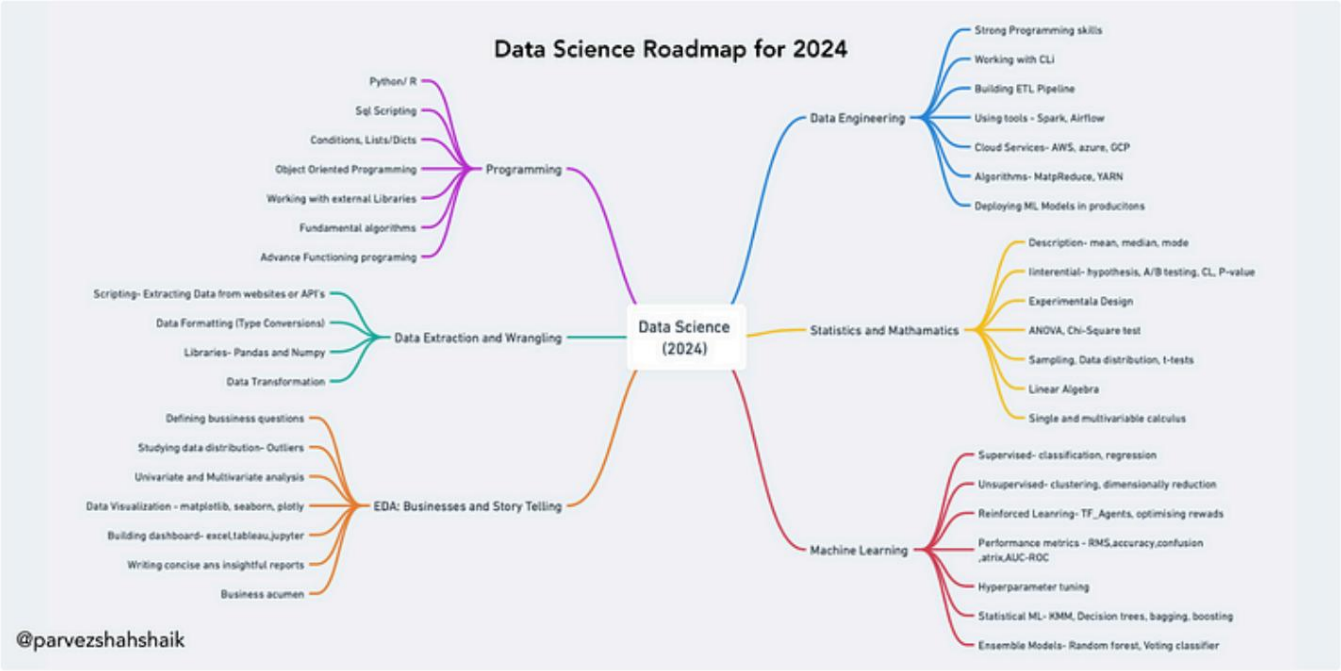 Data Science Roadmap for 2024
Data Science
(2024)
Programming
Python/ R
Sql Scripting
Conditions, Lists/Dicts
Object Oriented Programming
Working with external Libraries
Fundamental algorithms
Advance Functioning programing
Data Extraction and Wrangling
Scripting- Extracting Data from websites or API's
Data Formatting (Type Conversions)
Libraries- Pandas and Numpy
Data Transformation
EDA: Businesses and Story Telling
Defining bussiness questions
Studying data distribution- Outliers
Univariate and Multivariate analysis
Data Visualization - matplotlib, seaborn, plotly
Building dashboard- excel,tableau,jupyter
Writing concise ans insightful reports
Business acumen
Data Engineering
Strong Programming skills
Working with CLi
Building ETL Pipeline
Using tools - Spark, Airflow
Cloud Services- AWS, azure, GCP
Algorithms- MatpReduce, YARN
Deploying ML Models in producitons
Statistics and Mathamatics
Description- mean, median, mode
Iinterential- hypothesis, A/B testing, CL, P-value
Experimentala Design
ANOVA, Chi-Square test
Sampling, Data distribution, t-tests
Linear Algebra
Single and multivariable calculus
Machine Learning
Supervised- classification, regression
Unsupervised- clustering, dimensionally reduction
Reinforced Leanring- TF_Agents, optimising rewads
Performance metrics - RMS,accuracy,confusion
,atrix,AUC-ROC
Hyperparameter tuning
Statistical ML- KMM, Decision trees, bagging, boosting
Ensemble Models- Random forest, Voting classifier
@parvezshahshaik